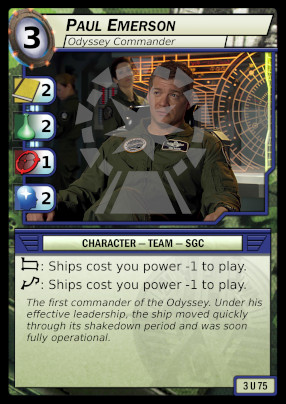 3
PAUL EMERSON
Odyssey Commander
2
2
1
2
CHARACTER – TEAM – SGC
: Ships cost you power -1 to play.
: Ships cost you power -1 to play.
The first commander of the Odyssey. Under his
effective leadership, the ship moved quickly
through its shakedown period and was soon
fully operational.
3 U 75